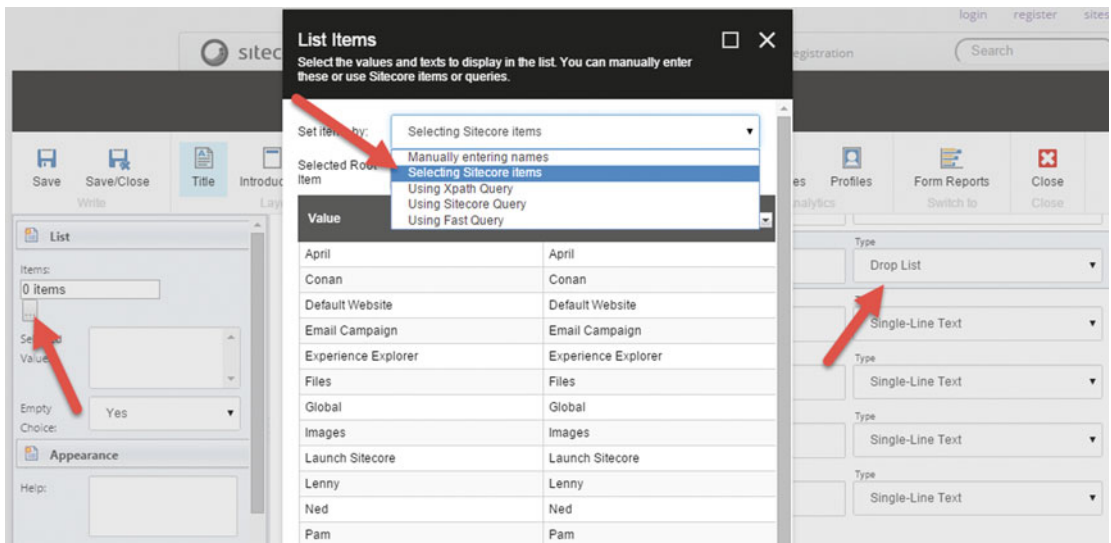 login register sites
sitec
egistration
Search
List Items
Select the values and texts to display in the list. You can manually enter
these or use Sitecore items or queries.
Set items by:
Selecting Sitecore items
Manually entering names
Selecting Sitecore items
Using Xpath Query
Using Sitecore Query
Using Fast Query
Selected Root
Item
Value
April April
Conan Conan
Default Website Default Website
Email Campaign Email Campaign
Experience Explorer Experience Explorer
Files Files
Global Global
Images Images
Launch Sitecore Launch Sitecore
Lenny Lenny
Ned Ned
Pam Pam
Save Save/Close Title Introduc
Write Lay
es Profiles Form Reports Close
nalytics Switch to Close
List
Items:
0 items
...
Value
Empty
Choice:
Yes
Appearance
Help:
Type
Drop List
Single-Line Text
Type
Single-Line Text
Type
Single-Line Text
Type
Single-Line Text